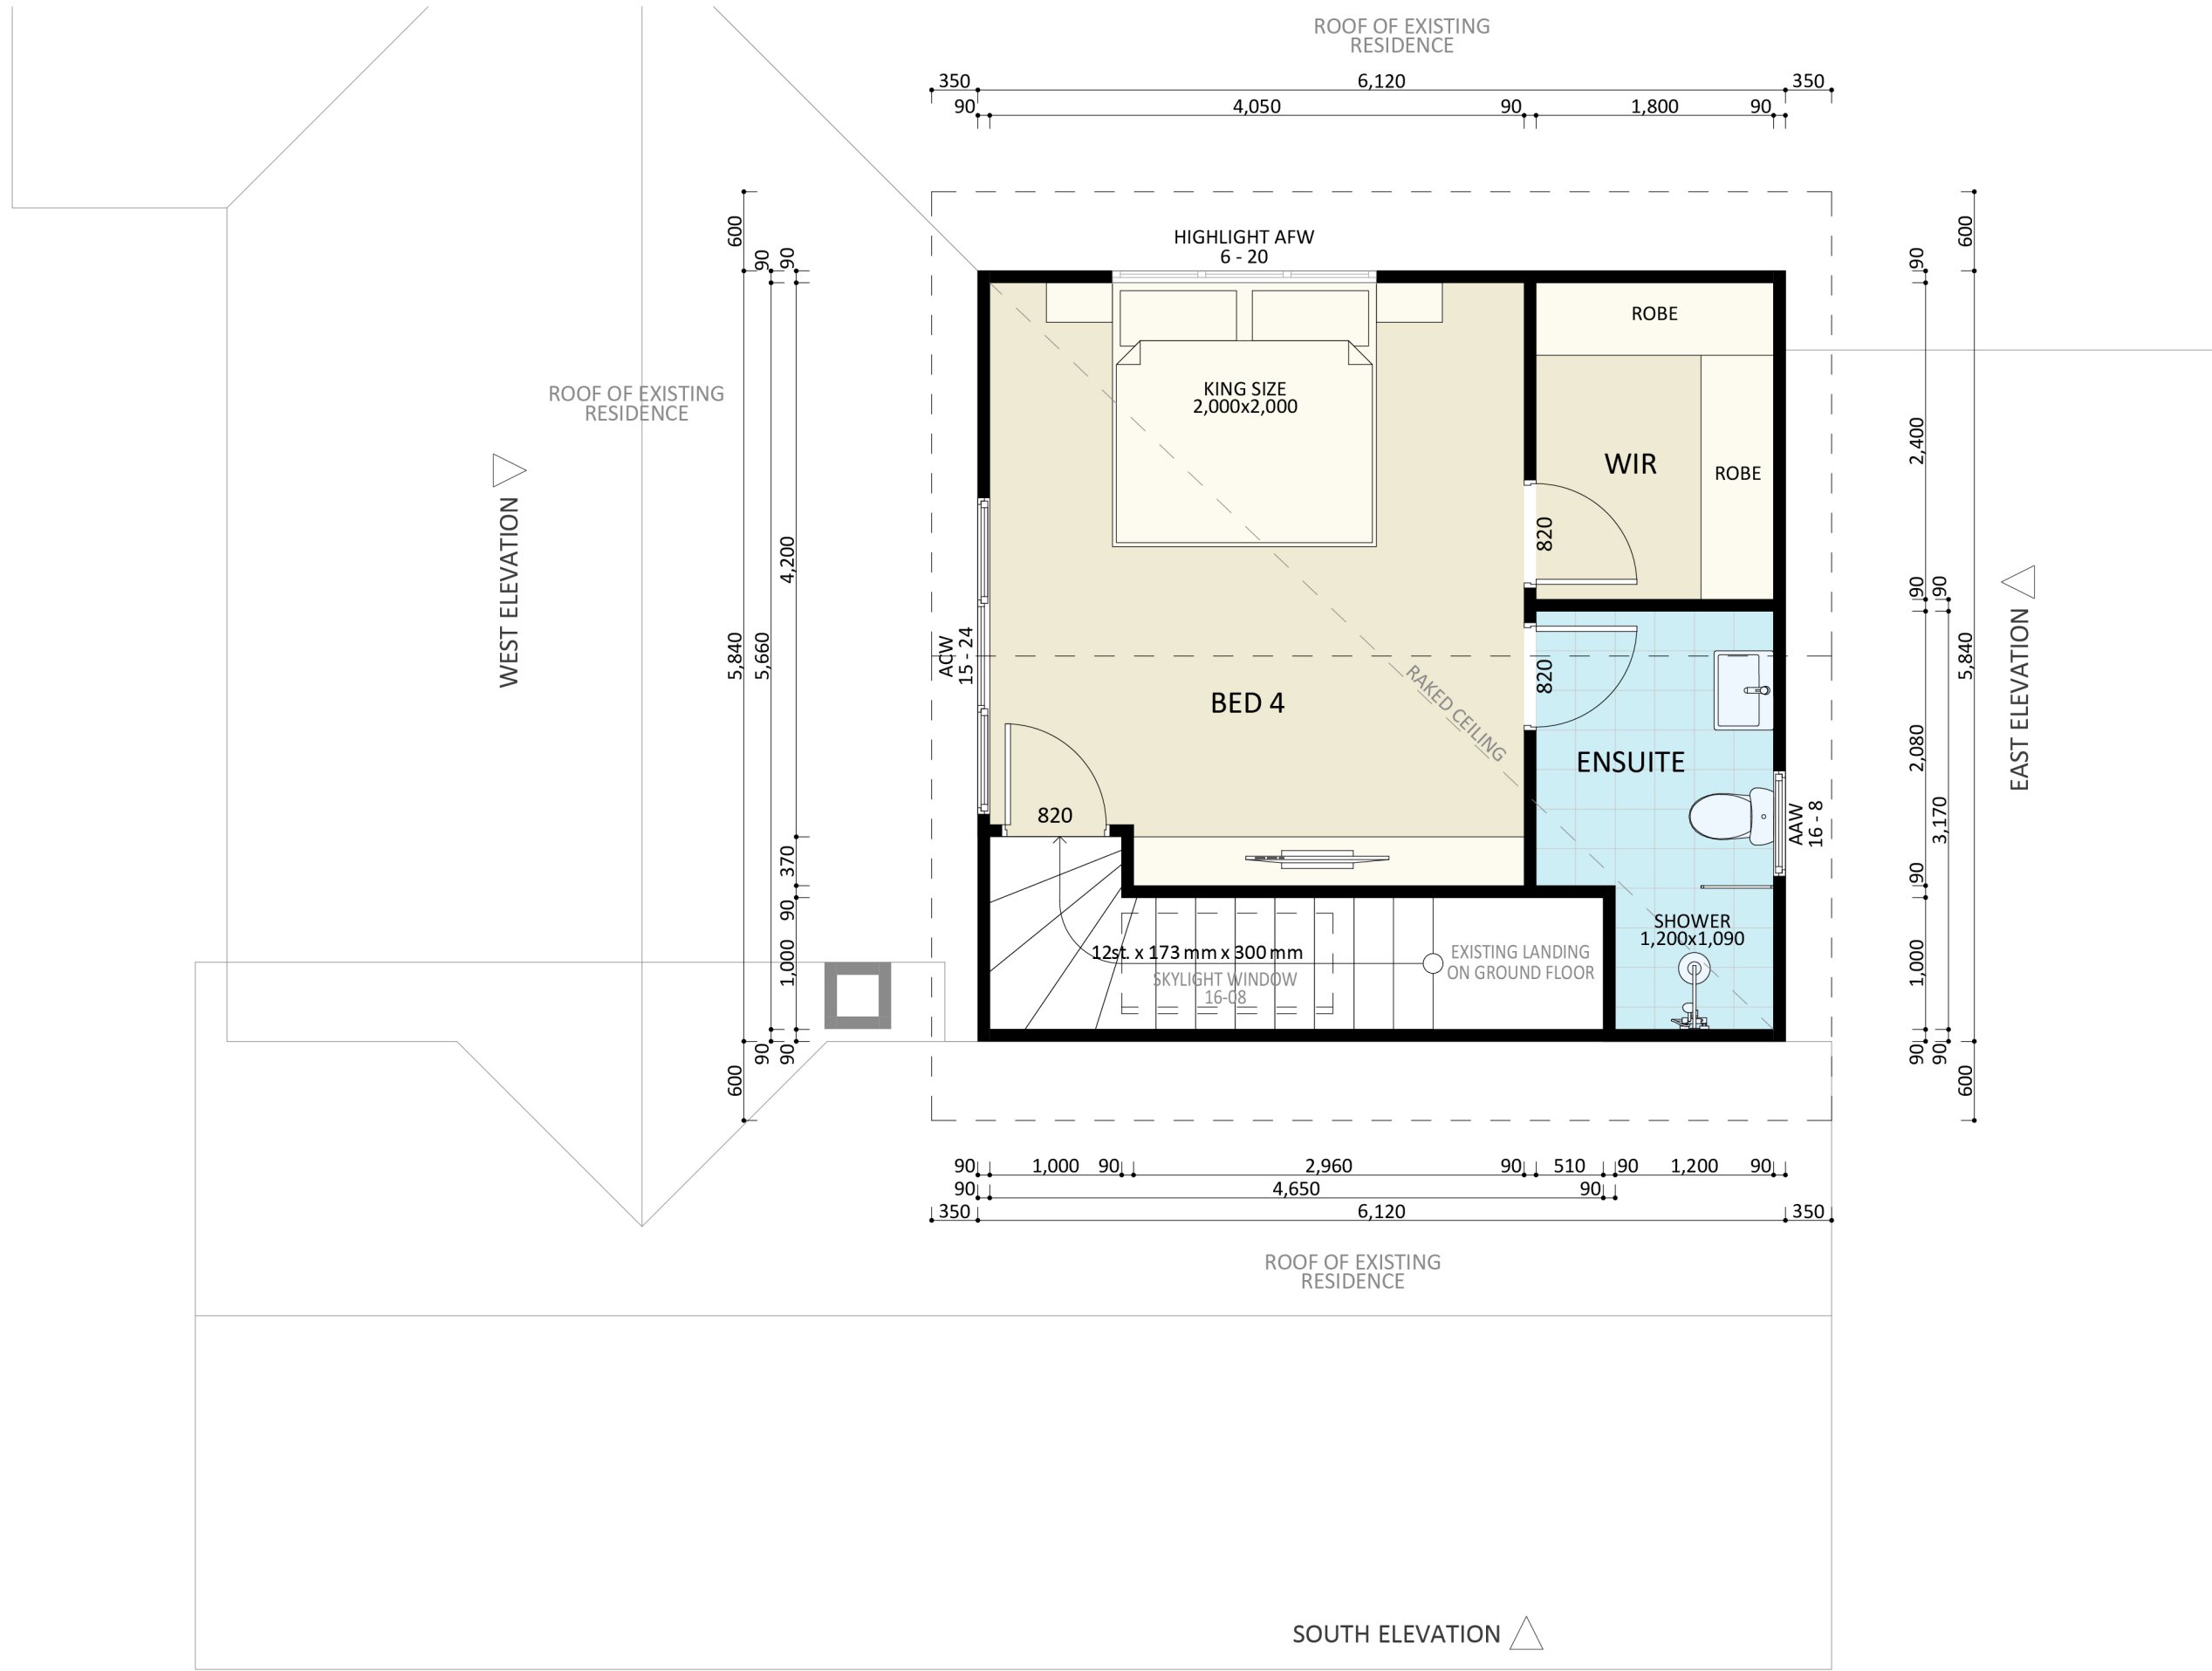 ROOF OF EXISTING
RESIDENCE
350 6,120 350
90 4,050 90 1,800 90
HIGHLIGHT AFW
6 - 20
600
90
90
5,840
5,660
4,200
370
90
1,000
90
90
600
ROOF OF EXISTING
RESIDENCE
WEST ELEVATION
KING SIZE
2,000x2,000
ROBE
WIR
ROBE
820
ACW
15 - 24
BED 4
820
RAKED CEILING
820
ENSUITE
AAW
16 - 8
SHOWER
1,200x1,090
12st. x 173 mm x 300 mm
SKYLIGHT WINDOW
16-08
EXISTING LANDING
ON GROUND FLOOR
600
90
2,400
90
90
5,840
2,080
3,170
90
1,000
90
90
600
EAST ELEVATION
90 1,000 90 2,960 90 510 90 1,200 90
90 4,650 90
350 6,120 350
ROOF OF EXISTING
RESIDENCE
SOUTH ELEVATION